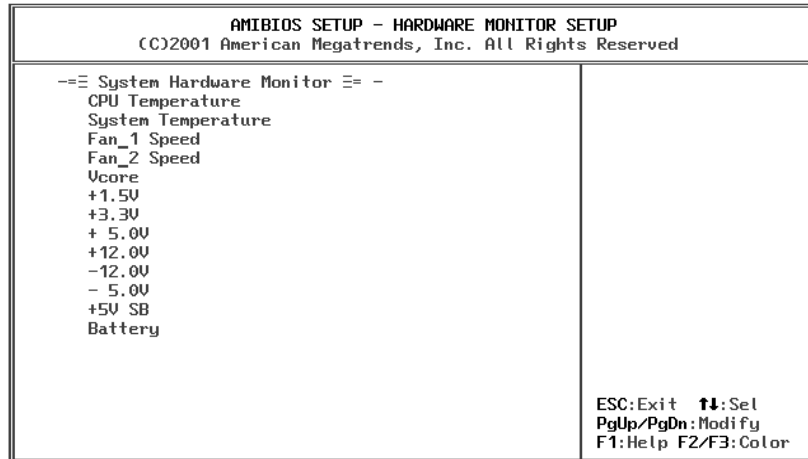 AMIBIOS SETUP - HARDWARE MONITOR SETUP
(C)2001 American Megatrends, Inc. All Rights Reserved
-=Ξ System Hardware Monitor Ξ= -
CPU Temperature
System Temperature
Fan_1 Speed
Fan_2 Speed
Vcore
+1.5V
+3.3V
+ 5.0V
+12.0V
-12.0V
- 5.0V
+5V SB
Battery
ESC:Exit ↑↓:Sel
PgUp/PgDn:Modify
F1:Help F2/F3:Color